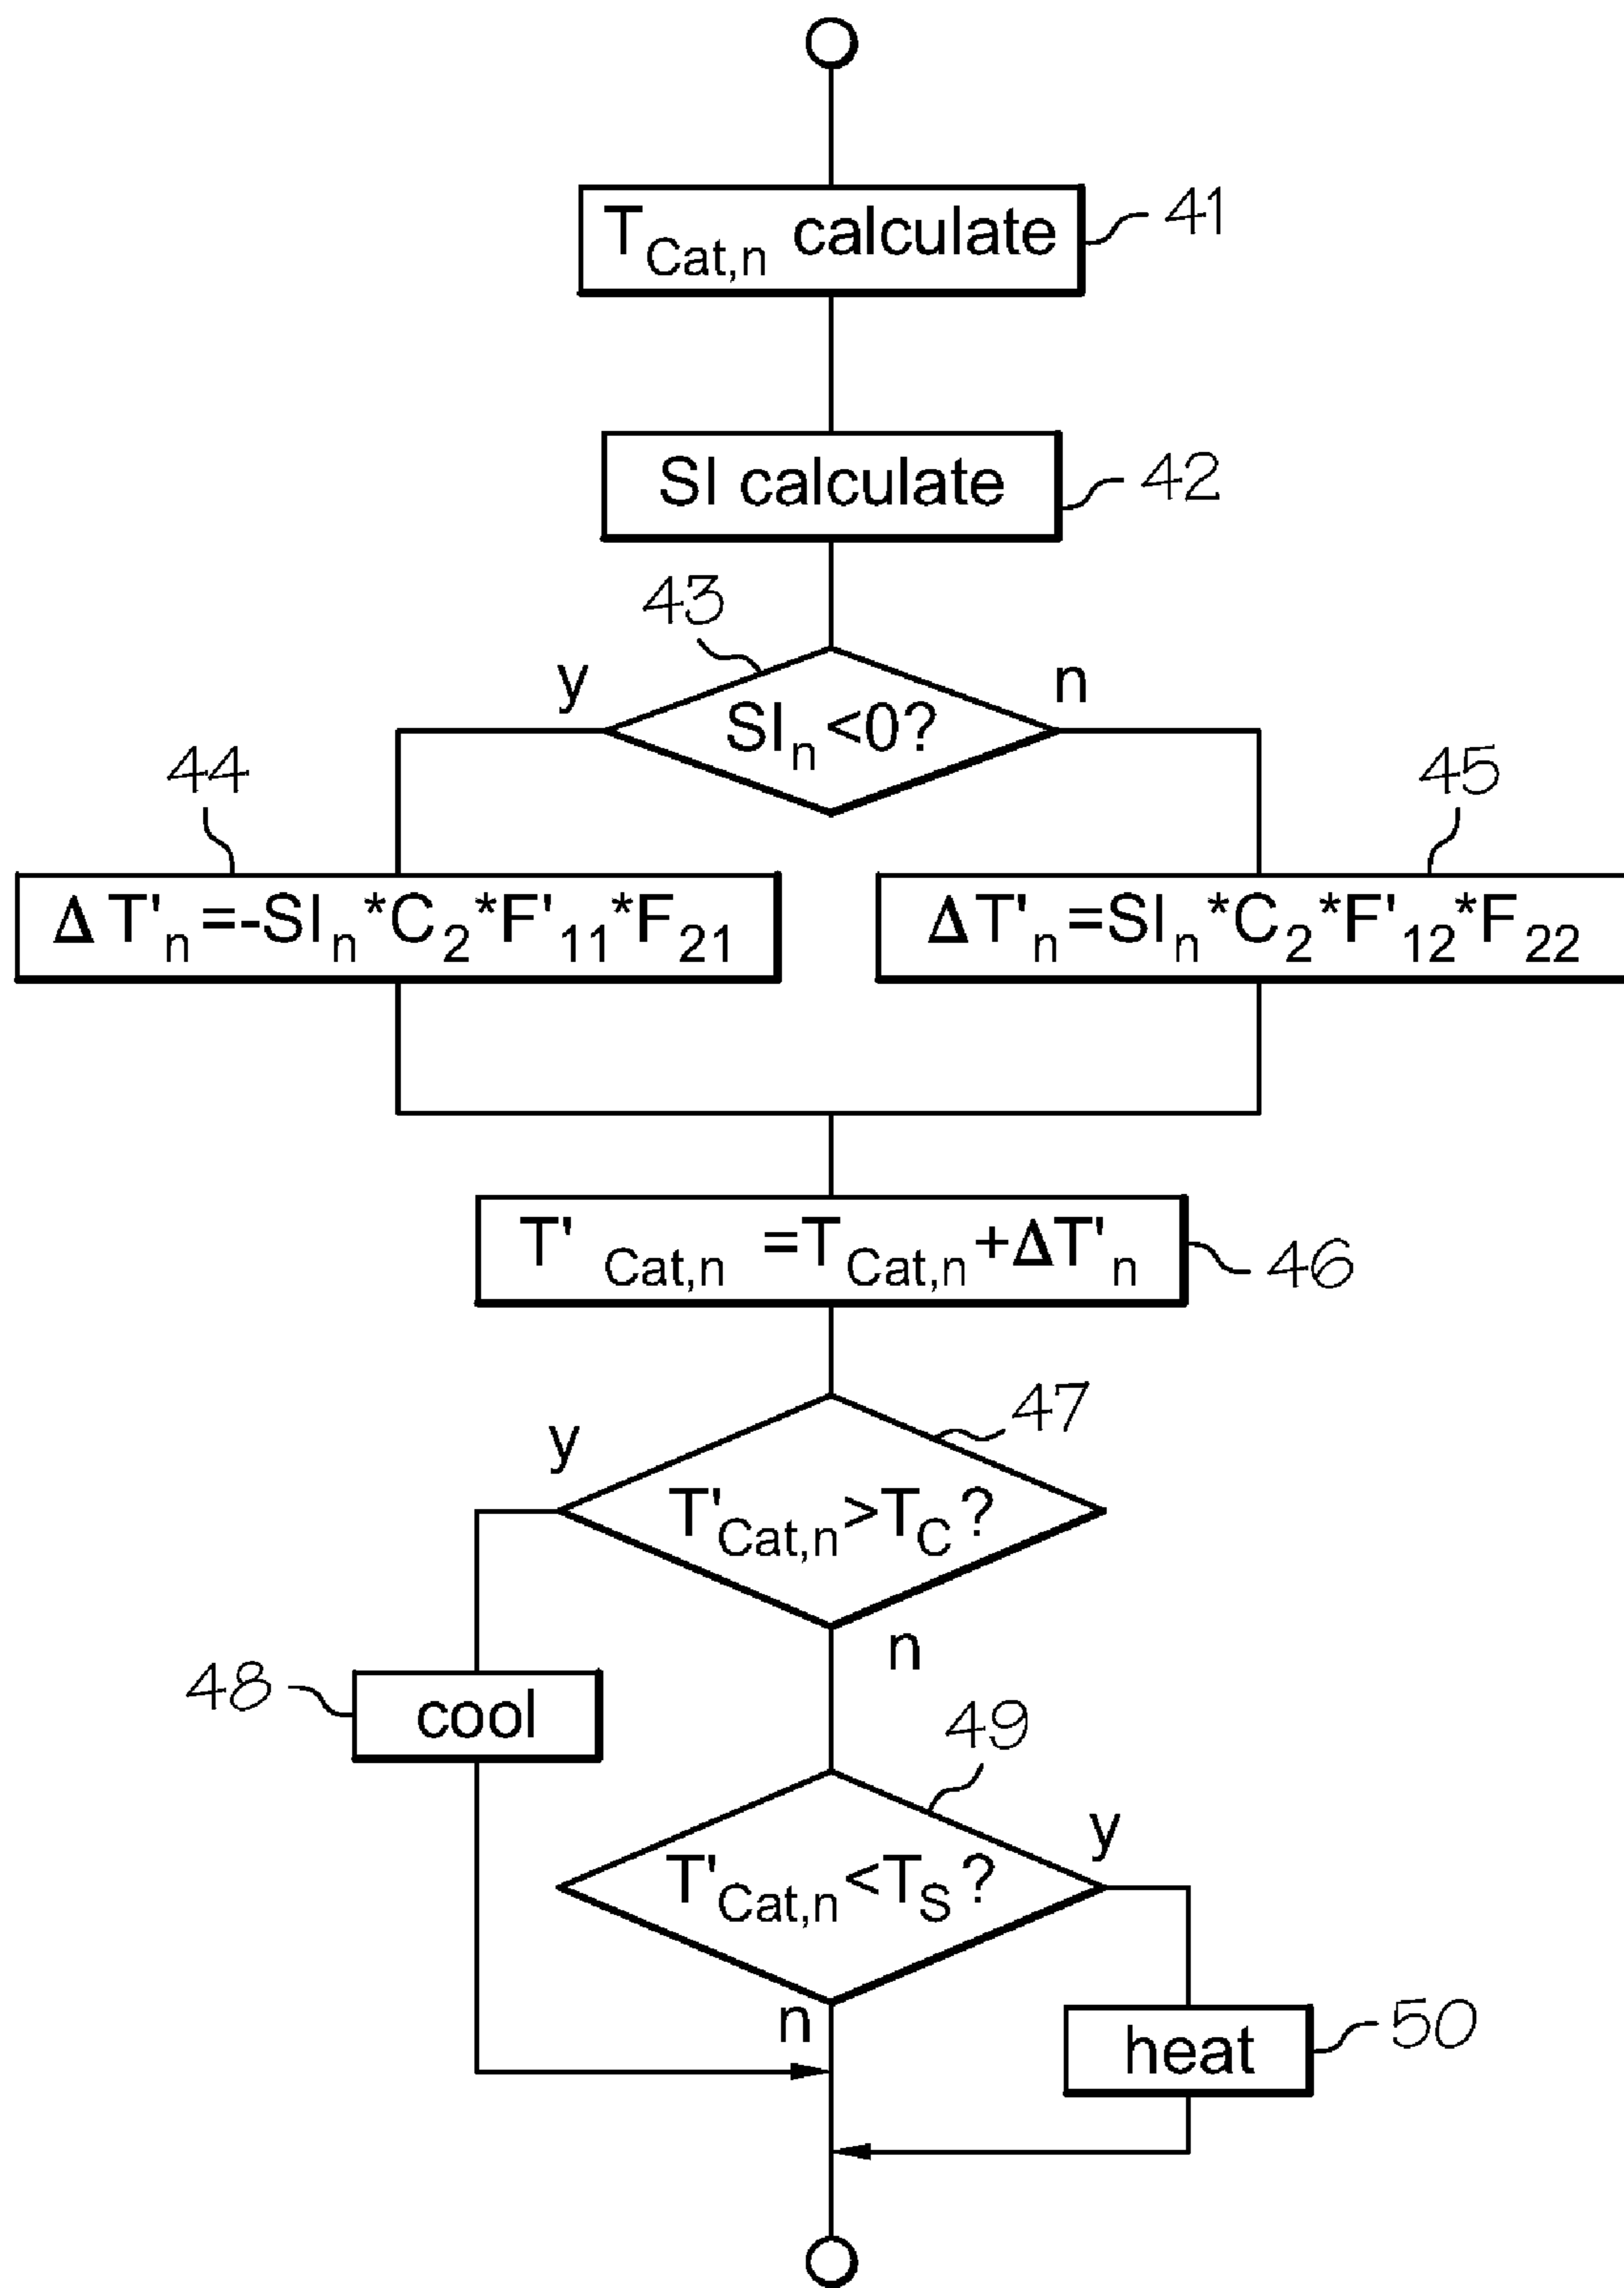 T_Cat,n calculate
41
SI calculate
42
43
y
n
SI_n<0?
44
45
ΔT'_n=-SI_n*C_2*F'_11*F_21
ΔT'_n=SI_n*C_2*F'_12*F_22
T'_Cat,n=T_Cat,n+ΔT'_n
46
47
y
T'_Cat,n>T_C?
n
48
cool
49
y
T'_Cat,n<T_S?
n
heat
50